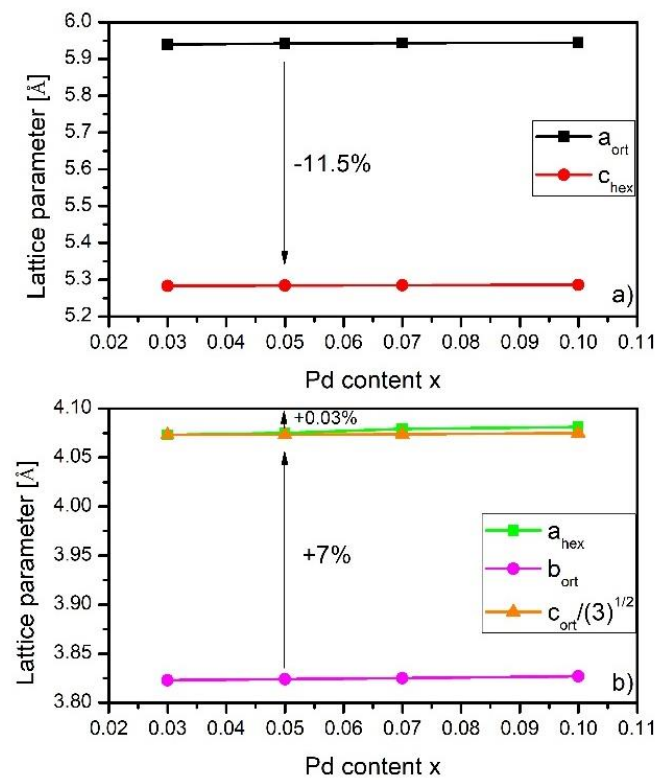 6.0
5.9
5.8
5.7
5.6
5.5
5.4
5.3
5.2
Lattice parameter [Å]
-11.5%
a_ort
c_hex
a)
0.02 0.03 0.04 0.05 0.06 0.07 0.08 0.09 0.10 0.11
Pd content x
4.10
4.05
4.00
3.95
3.90
3.85
3.80
Lattice parameter [Å]
+0.03%
+7%
a_hex
b_ort
c_ort/(3)^1/2
b)
0.02 0.03 0.04 0.05 0.06 0.07 0.08 0.09 0.10 0.11
Pd content x